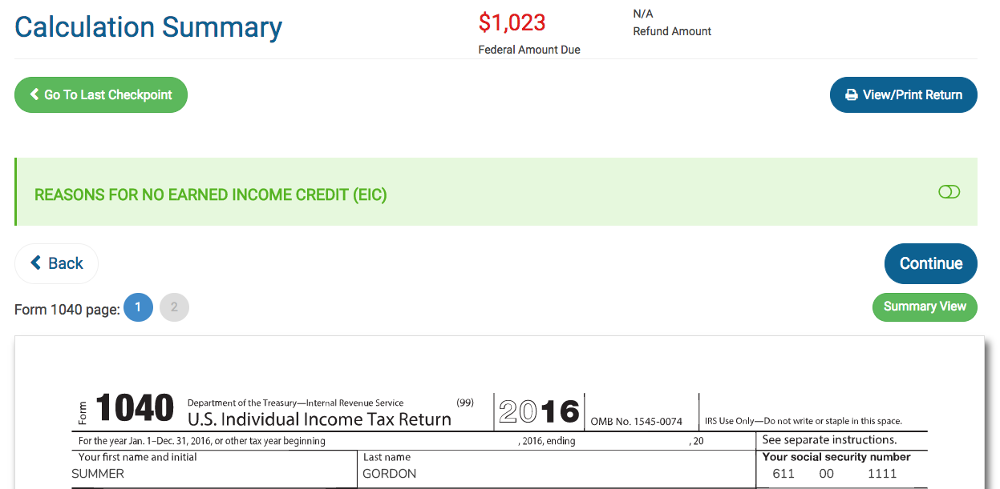 Calculation Summary
$1,023
Federal Amount Due
N/A
Refund Amount
Go To Last Checkpoint
View/Print Return
REASONS FOR NO EARNED INCOME CREDIT (EIC)
Back
Continue
Form 1040 page: 1 2
Summary View
Form 1040
Department of the Treasury—Internal Revenue Service (99)
U.S. Individual Income Tax Return
2016
OMB No. 1545-0074
IRS Use Only—Do not write or staple in this space.
For the year Jan. 1–Dec. 31, 2016, or other tax year beginning , 2016, ending , 20
See separate instructions.
Your first name and initial
Last name
Your social security number
SUMMER
GORDON
611 00 1111